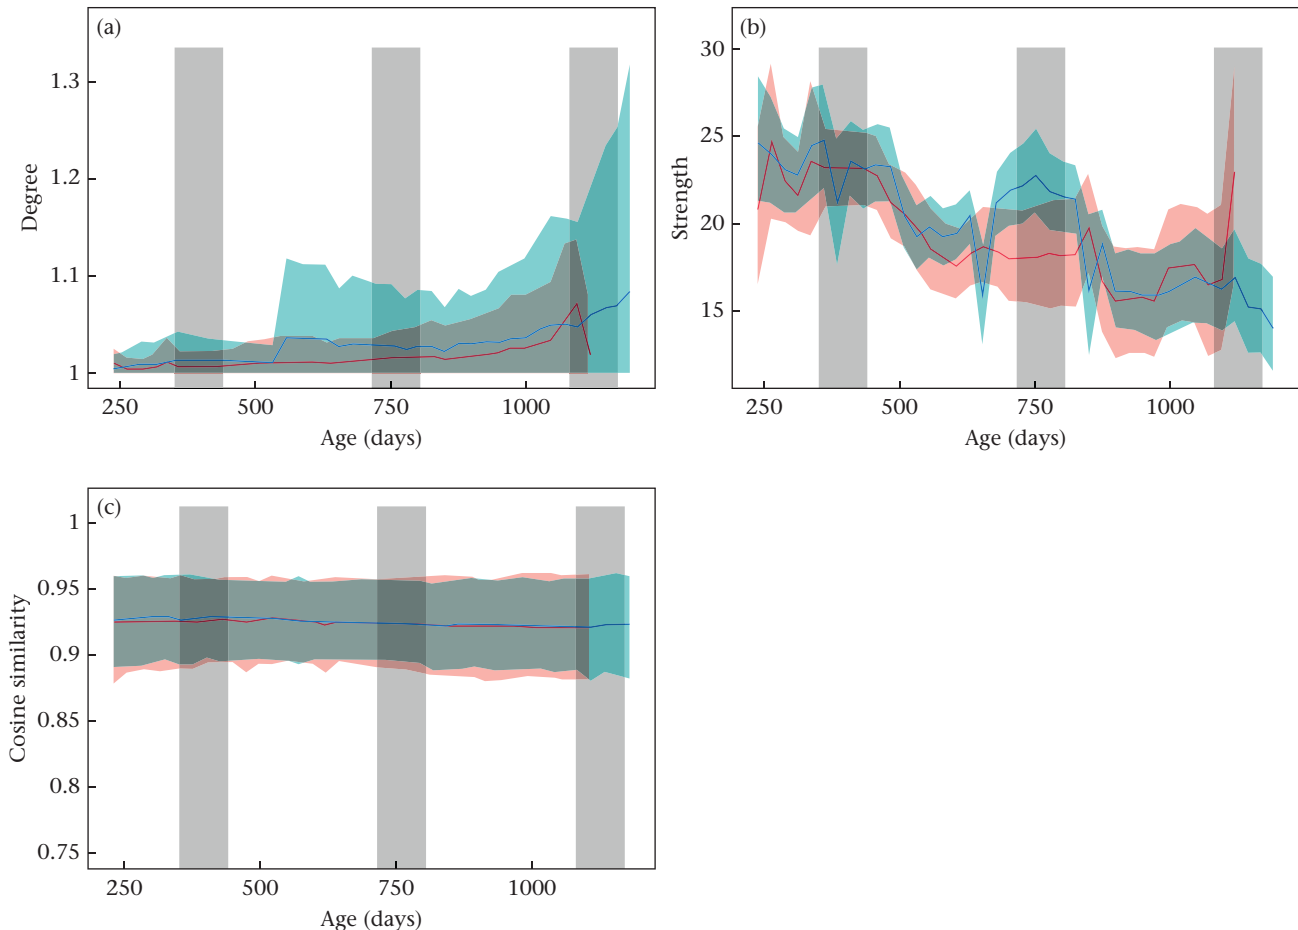 (a)
1.3
1.2
1.1
1
Degree
250 500 750 1000
Age (days)
(b)
30
25
20
15
Strength
250 500 750 1000
Age (days)
(c)
1
0.95
0.9
0.85
0.8
0.75
Cosine similarity
250 500 750 1000
Age (days)